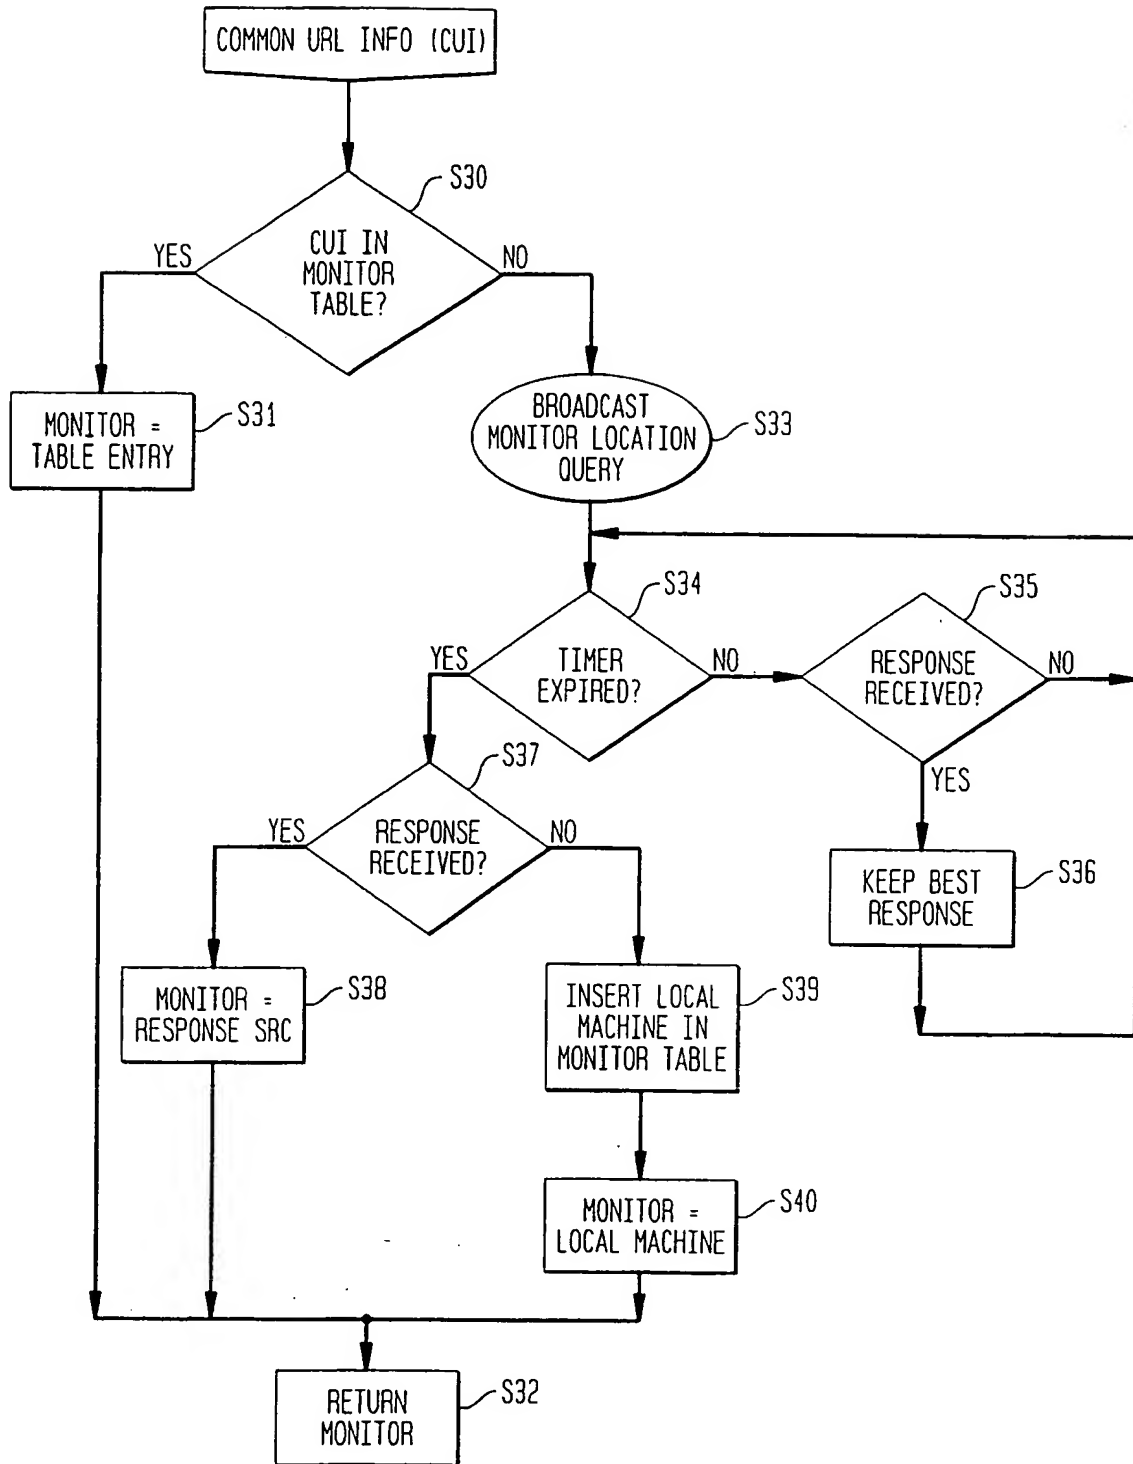 COMMON URL INFO (CUI)
S30
CUI IN
MONITOR
TABLE?
YES
NO
MONITOR =
TABLE ENTRY
S31
BROADCAST
MONITOR LOCATION
QUERY
S33
S34
TIMER
EXPIRED?
YES
NO
S35
RESPONSE
RECEIVED?
NO
YES
S37
RESPONSE
RECEIVED?
YES
NO
KEEP BEST
RESPONSE
S36
MONITOR =
RESPONSE SRC
S38
INSERT LOCAL
MACHINE IN
MONITOR TABLE
S39
MONITOR =
LOCAL MACHINE
S40
RETURN
MONITOR
S32